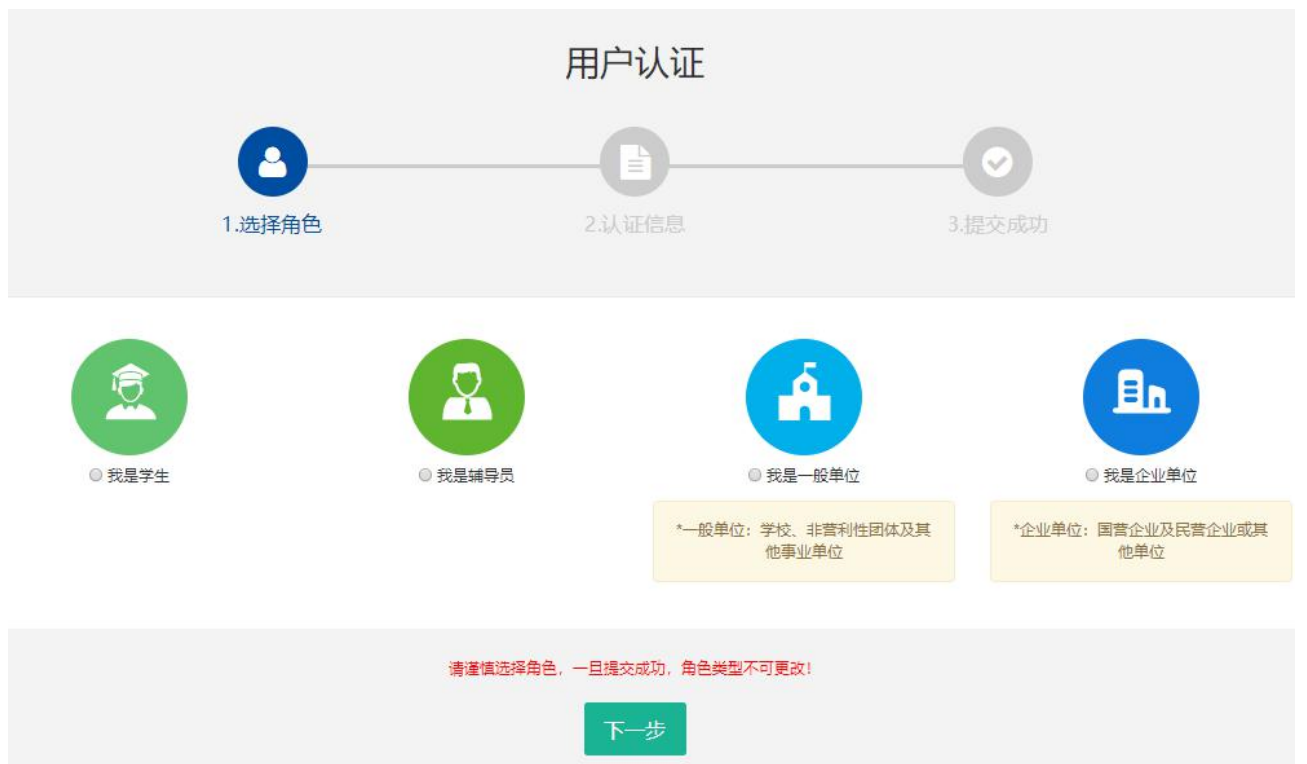 用户认证
1.选择角色
2.认证信息
3.提交成功
我是学生
我是辅导员
我是一般单位
我是企业单位
*一般单位：学校、非营利性团体及其
他事业单位
*企业单位：国营企业及民营企业或其
他单位
请谨慎选择角色，一旦提交成功，角色类型不可更改！
下一步